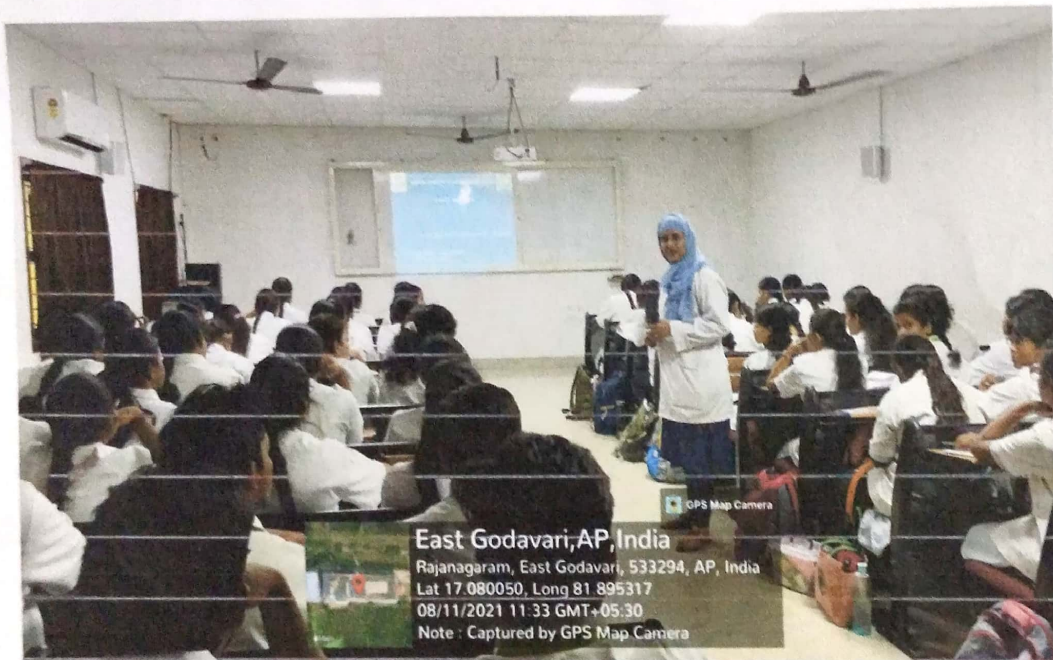 GPS Map Camera
East Godavari,AP,India
Rajanagaram, East Godavari, 533294, AP, India
Lat 17.080050, Long 81.895317
08/11/2021 11:33 GMT+05:30
Note : Captured by GPS Map Camera